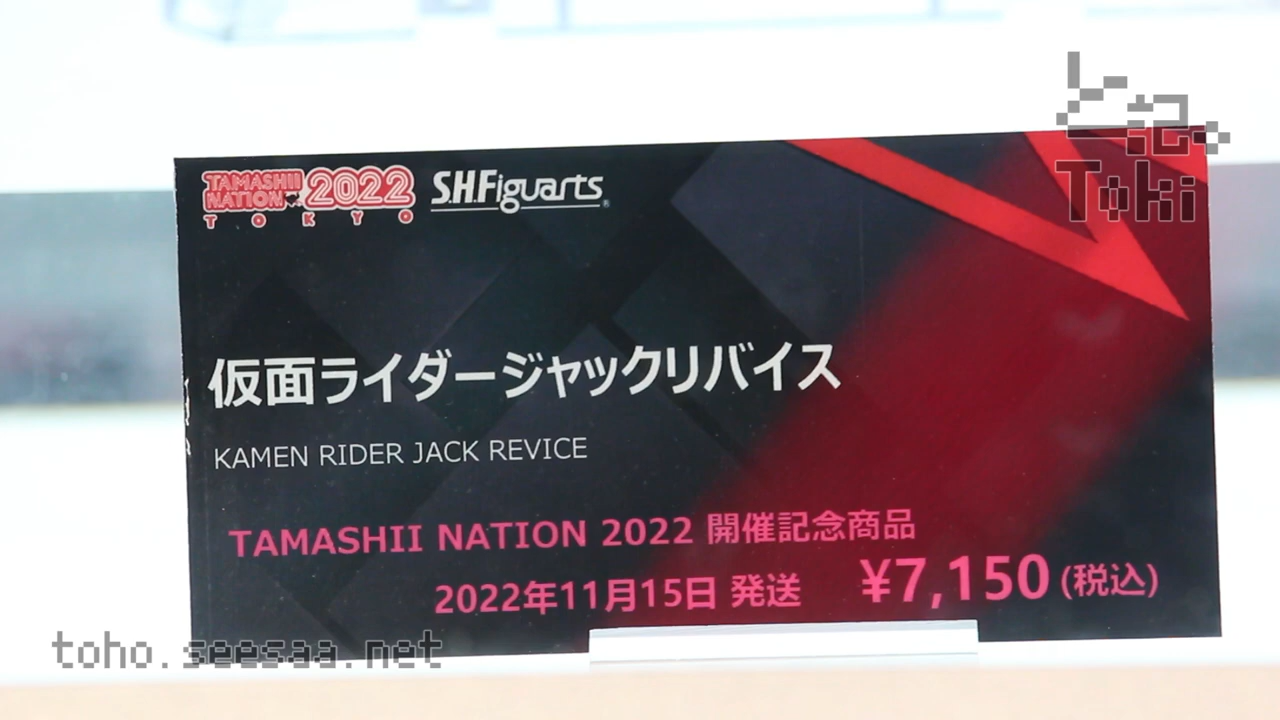 と記。
Toki
TAMASHII
NATION 2022
TOKYO
S.H.Figuarts®
仮面ライダージャックリバイス
KAMEN RIDER JACK REVICE
TAMASHII NATION 2022 開催記念商品
2022年11月15日 発送 ¥7,150 (税込)
toho.seesaa.net